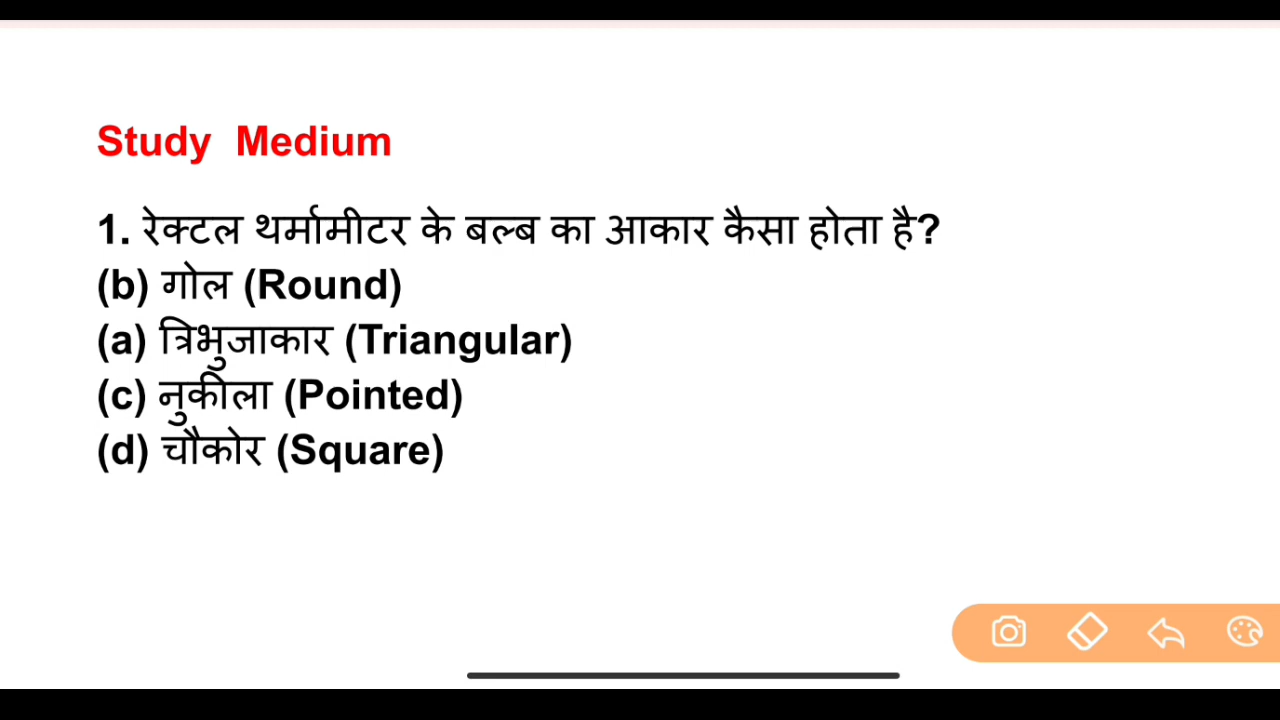 Study Medium
1. रेक्टल थर्मामीटर के बल्ब का आकार कैसा होता है?
(b) गोल (Round)
(a) त्रिभुजाकार (Triangular)
(c) नुकीला (Pointed)
(d) चौकोर (Square)